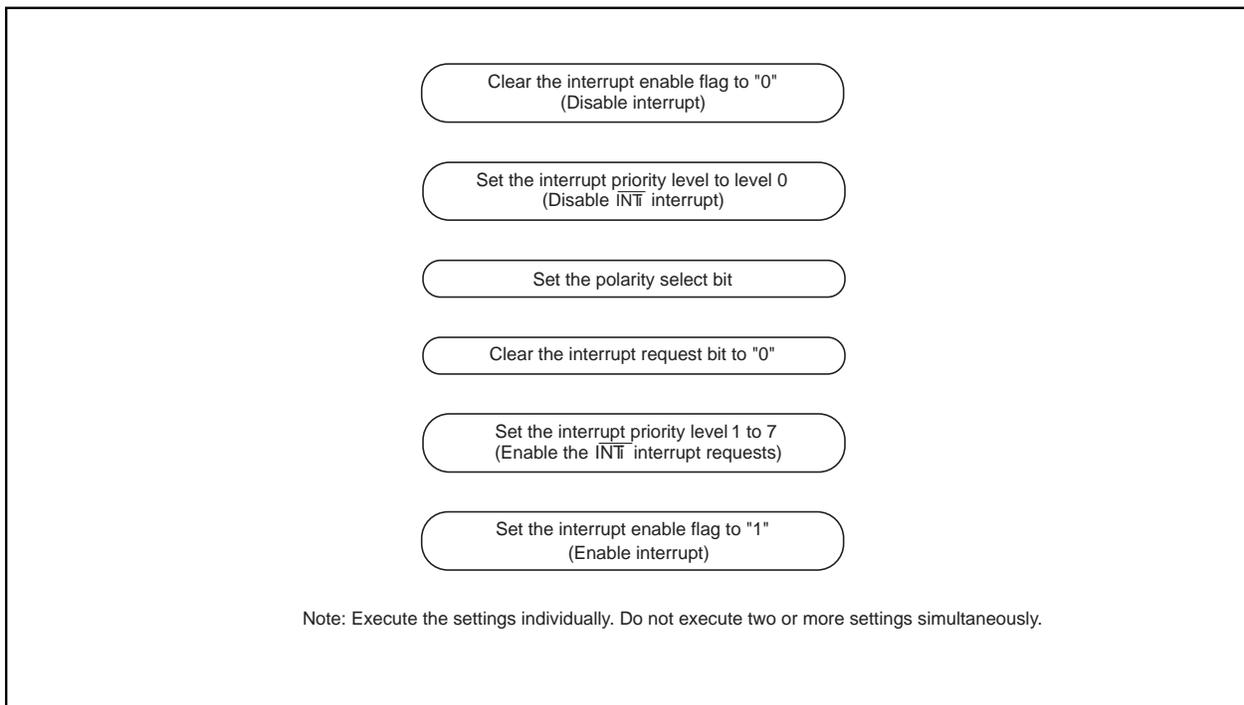 Clear the interrupt enable flag to "0"
(Disable interrupt)
Set the interrupt priority level to level 0
(Disable INTi interrupt)
Set the polarity select bit
Clear the interrupt request bit to "0"
Set the interrupt priority level 1 to 7
(Enable the INTi interrupt requests)
Set the interrupt enable flag to "1"
(Enable interrupt)
Note: Execute the settings individually. Do not execute two or more settings simultaneously.